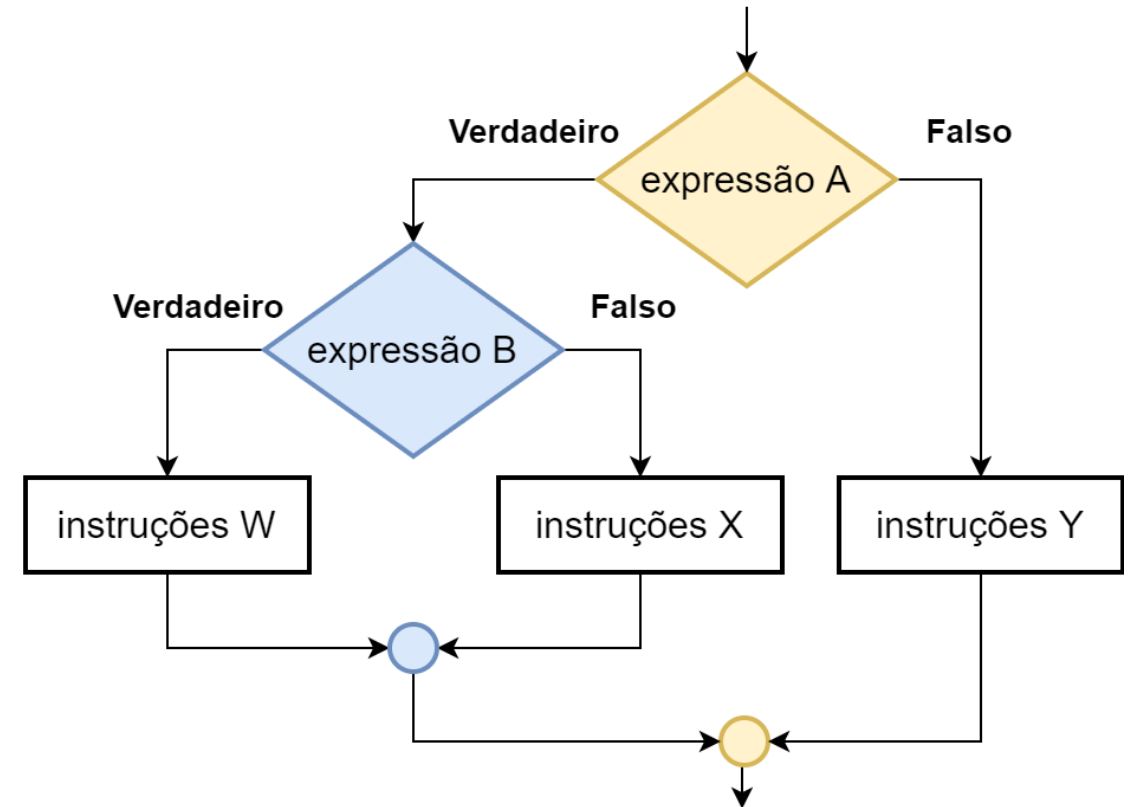 Verdadeiro
Falso
expressão A
Verdadeiro
Falso
expressão B
instruções W
instruções X
instruções Y